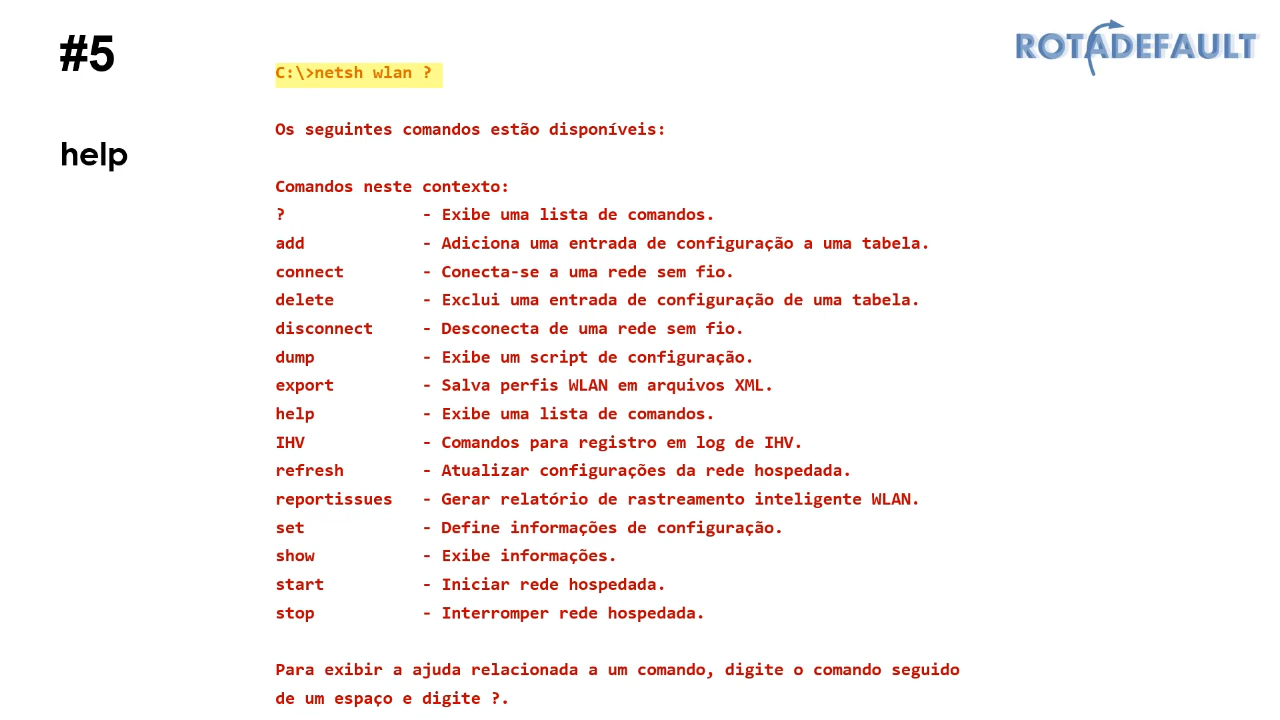 #5
ROTADEFAULT
C:\>netsh wlan ?
help
Os seguintes comandos estão disponíveis:
Comandos neste contexto:
? - Exibe uma lista de comandos.
add - Adiciona uma entrada de configuração a uma tabela.
connect - Conecta-se a uma rede sem fio.
delete - Exclui uma entrada de configuração de uma tabela.
disconnect - Desconecta de uma rede sem fio.
dump - Exibe um script de configuração.
export - Salva perfis WLAN em arquivos XML.
help - Exibe uma lista de comandos.
IHV - Comandos para registro em log de IHV.
refresh - Atualizar configurações da rede hospedada.
reportissues - Gerar relatório de rastreamento inteligente WLAN.
set - Define informações de configuração.
show - Exibe informações.
start - Iniciar rede hospedada.
stop - Interromper rede hospedada.
Para exibir a ajuda relacionada a um comando, digite o comando seguido
de um espaço e digite ?.